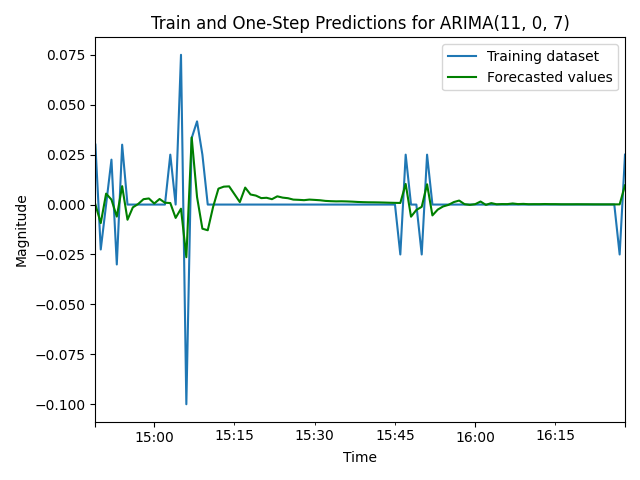 Train and One-Step Predictions for ARIMA(11, 0, 7)
Training dataset
Forecasted values
0.075
0.050
0.025
0.000
−0.025
−0.050
−0.075
−0.100
Magnitude
15:00
15:15
15:30
15:45
16:00
16:15
Time